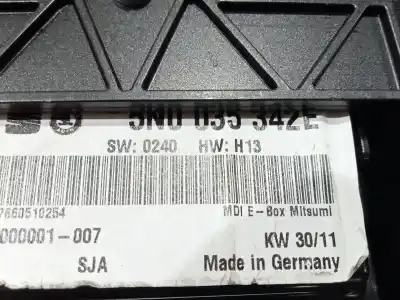 5N0 035 342E
SW: 0240 HW: H13
7660510254 MDI E-Box Mitsumi
000001-007 KW 30/11
SJA Made in Germany